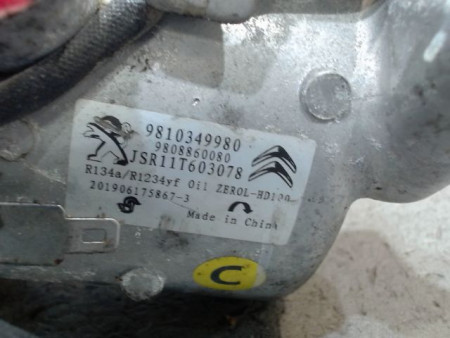 9810349980
9808860080
JSR11T603078
R134a/R1234yf Oil ZEROL-HD100
201906175867-3
Made in China
C